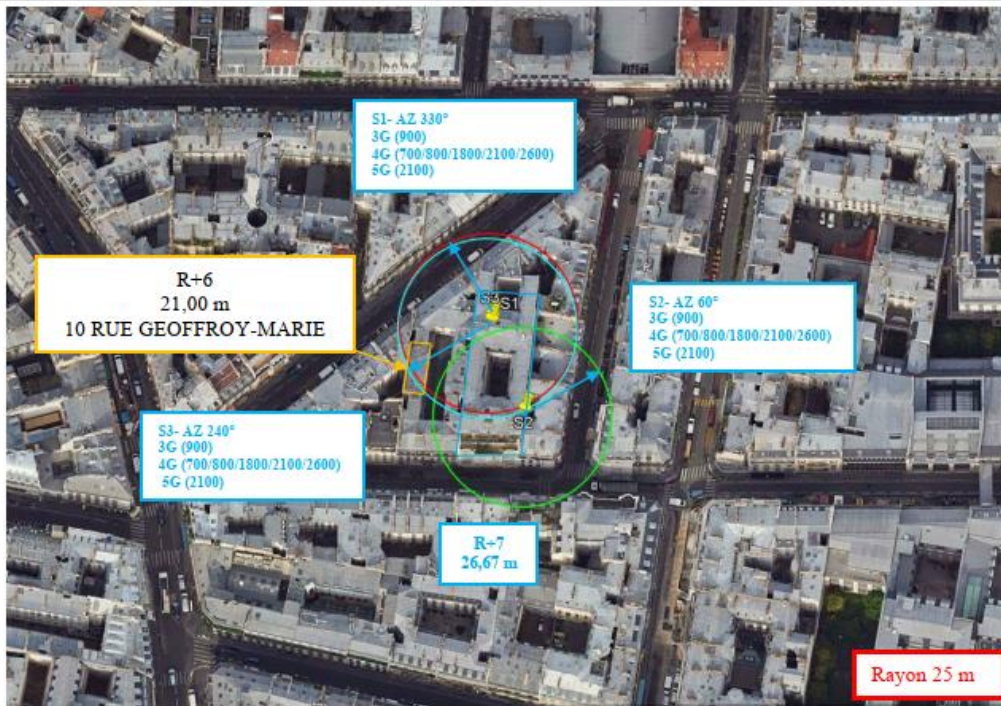 S1- AZ 330°
3G (900)
4G (700/800/1800/2100/2600)
5G (2100)
R+6
21,00 m
10 RUE GEOFFROY-MARIE
S1
S2- AZ 60°
3G (900)
4G (700/800/1800/2100/2600)
5G (2100)
S3- AZ 240°
3G (900)
4G (700/800/1800/2100/2600)
5G (2100)
S2
R+7
26,67 m
Rayon 25 m